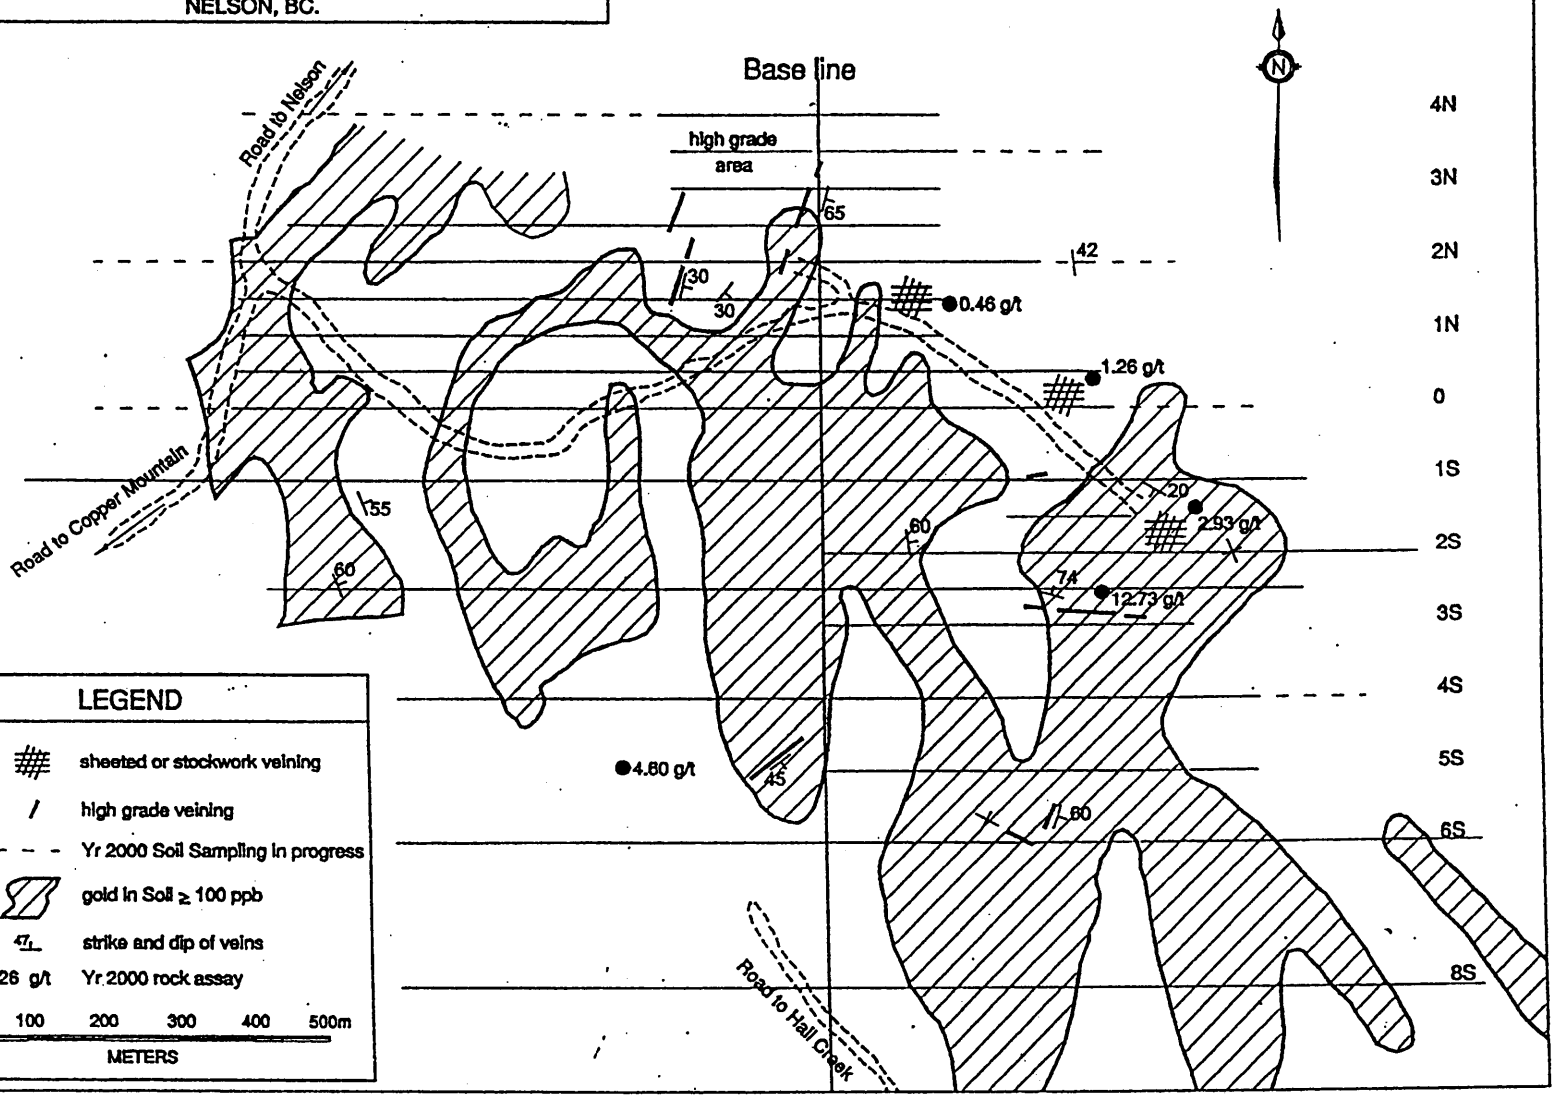 NELSON, BC.
Base line
N
Road to Nelson
4N
high grade
area
3N
65
2N
42
30
30
0.46 g/t
1N
1.26 g/t
0
1S
Road to Copper Mountain
55
20
2.93 g/t
60
2S
60
74
12.73 g/t
3S
4S
4.60 g/t
45
5S
60
6S
8S
Road to Hall Creek
LEGEND
sheeted or stockwork veining
high grade veining
Yr 2000 Soil Sampling in progress
gold in Soil ≥ 100 ppb
47 strike and dip of veins
26 g/t Yr. 2000 rock assay
100 200 300 400 500m
METERS